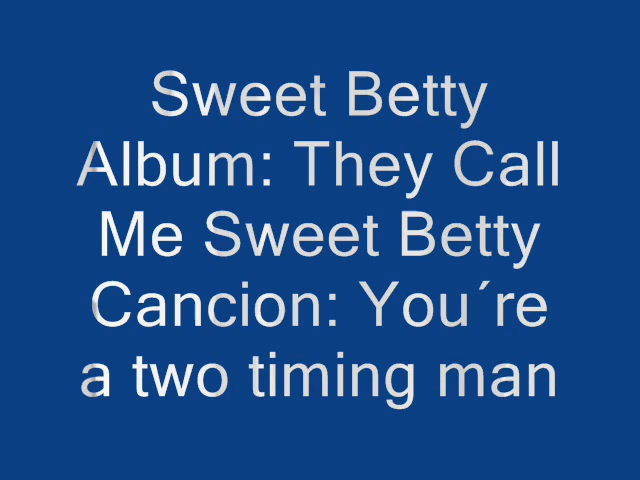 Sweet Betty
Album: They Call
Me Sweet Betty
Cancion: You´re
a two timing man